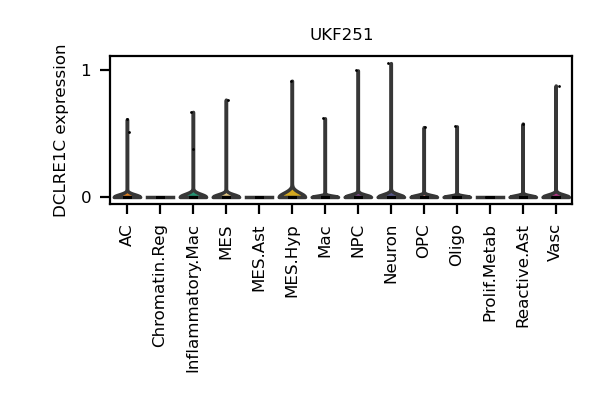 UKF251
DCLRE1C expression
1
0
AC
Chromatin.Reg
Inflammatory.Mac
MES
MES.Ast
MES.Hyp
Mac
NPC
Neuron
OPC
Oligo
Prolif.Metab
Reactive.Ast
Vasc